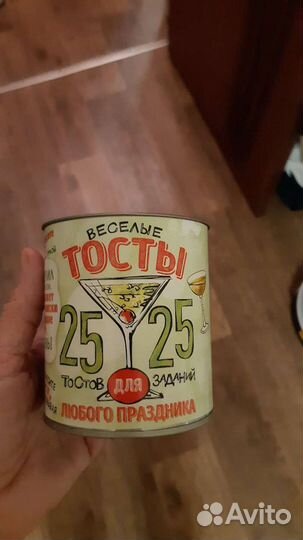 ВЕСЕЛЫЕ
ТОСТЫ
25 25
ТОСТОВ ДЛЯ ЗАДАНИЙ
ЛЮБОГО ПРАЗДНИКА
Avito